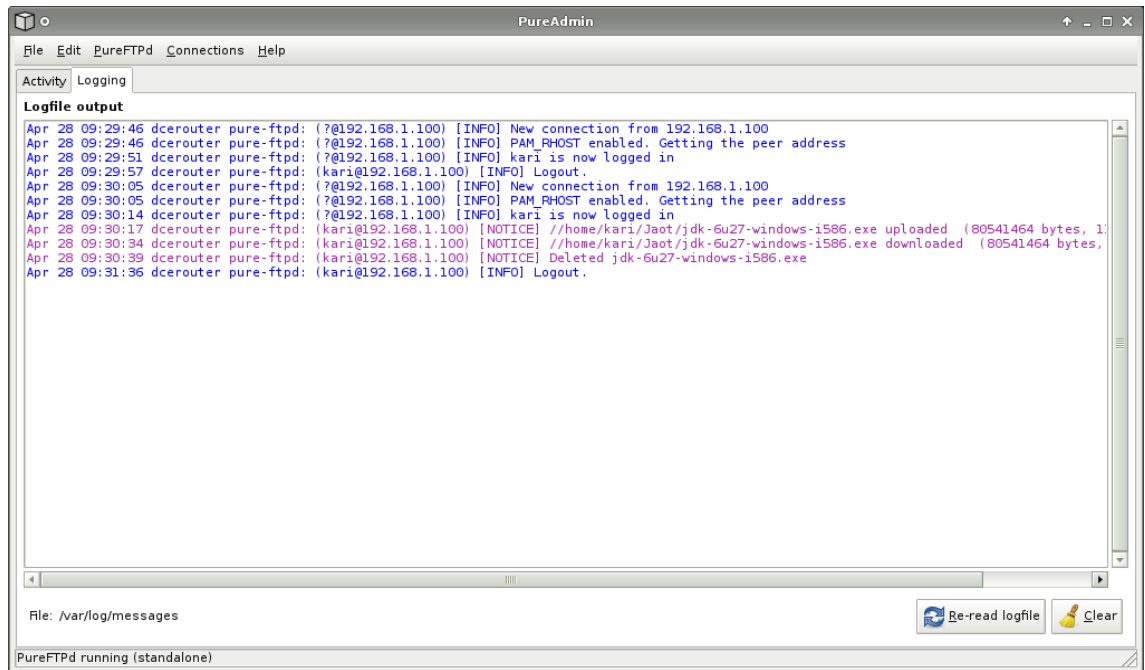 PureAdmin
File Edit PureFTPd Connections Help
Activity Logging
Logfile output
Apr 28 09:29:46 dcerouter pure-ftpd: (?@192.168.1.100) [INFO] New connection from 192.168.1.100
Apr 28 09:29:46 dcerouter pure-ftpd: (?@192.168.1.100) [INFO] PAM_RHOST enabled. Getting the peer address
Apr 28 09:29:51 dcerouter pure-ftpd: (?@192.168.1.100) [INFO] kari is now logged in
Apr 28 09:29:57 dcerouter pure-ftpd: (kari@192.168.1.100) [INFO] Logout.
Apr 28 09:30:05 dcerouter pure-ftpd: (?@192.168.1.100) [INFO] New connection from 192.168.1.100
Apr 28 09:30:05 dcerouter pure-ftpd: (?@192.168.1.100) [INFO] PAM_RHOST enabled. Getting the peer address
Apr 28 09:30:14 dcerouter pure-ftpd: (?@192.168.1.100) [INFO] kari is now logged in
Apr 28 09:30:17 dcerouter pure-ftpd: (kari@192.168.1.100) [NOTICE] //home/kari/Jaot/jdk-6u27-windows-i586.exe uploaded (80541464 bytes,
Apr 28 09:30:34 dcerouter pure-ftpd: (kari@192.168.1.100) [NOTICE] //home/kari/Jaot/jdk-6u27-windows-i586.exe downloaded (80541464 bytes,
Apr 28 09:30:39 dcerouter pure-ftpd: (kari@192.168.1.100) [NOTICE] Deleted jdk-6u27-windows-i586.exe
Apr 28 09:31:36 dcerouter pure-ftpd: (kari@192.168.1.100) [INFO] Logout.
File: /var/log/messages
Re-read logfile
Clear
PureFTPd running (standalone)